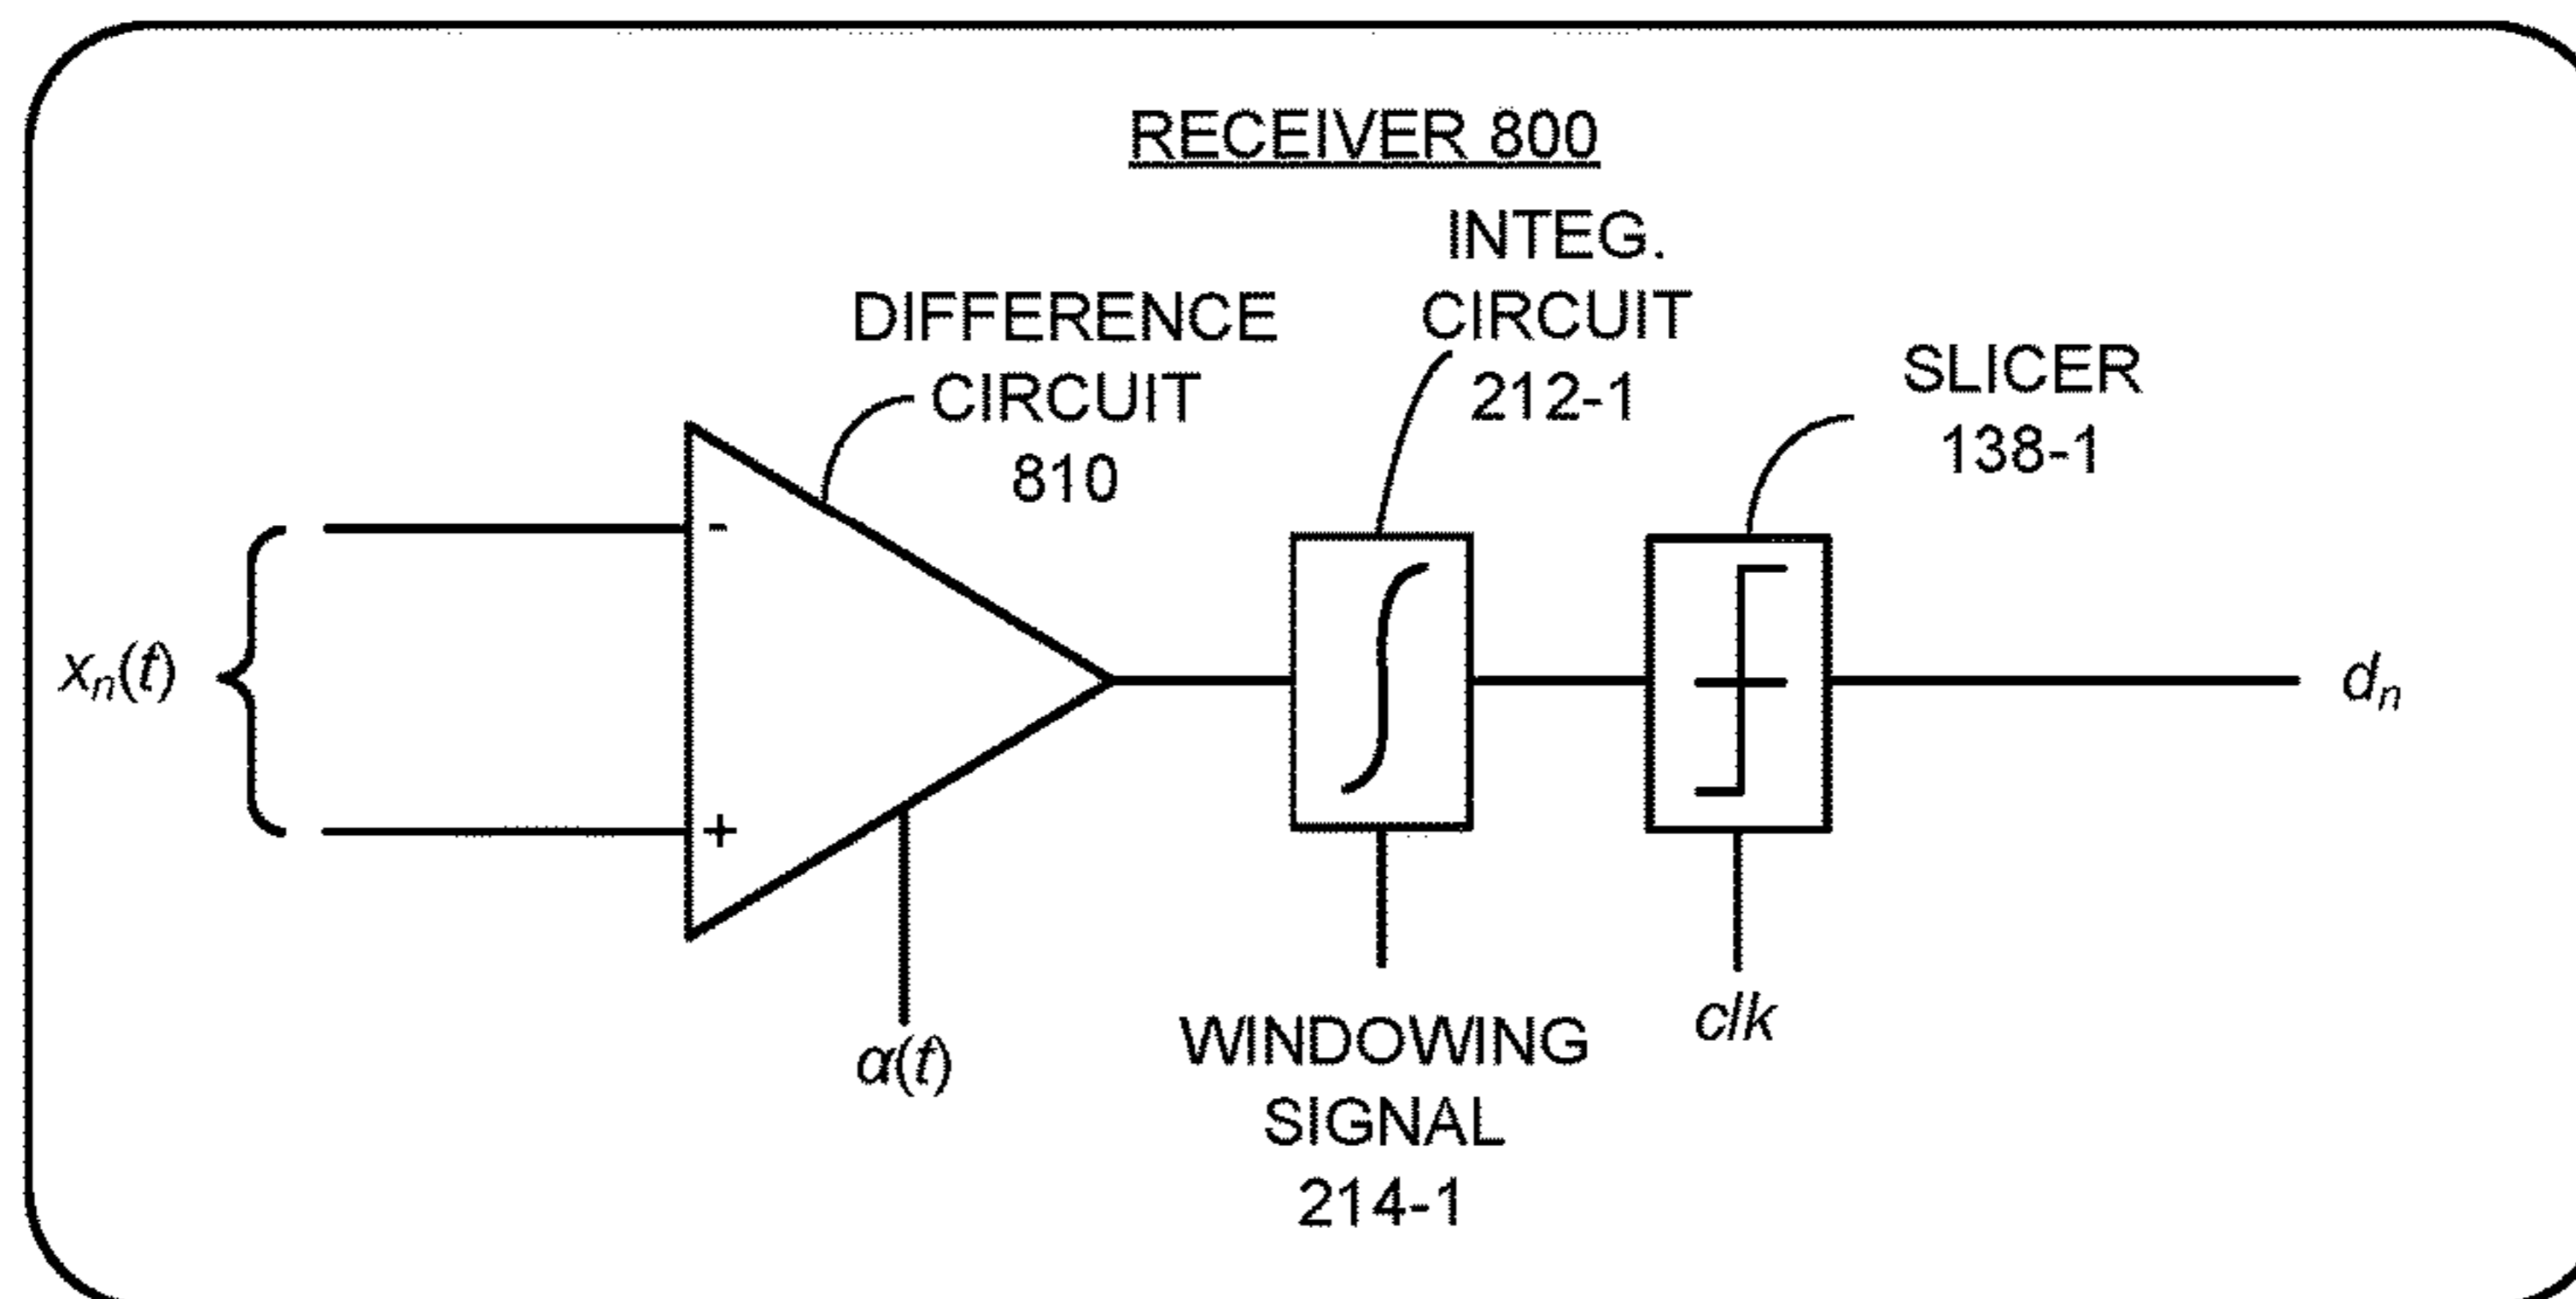 RECEIVER 800
INTEG.
CIRCUIT
212-1
DIFFERENCE
CIRCUIT
810
SLICER
138-1
xn(t)
-
+
dn
α(t)
WINDOWING
SIGNAL
214-1
clk